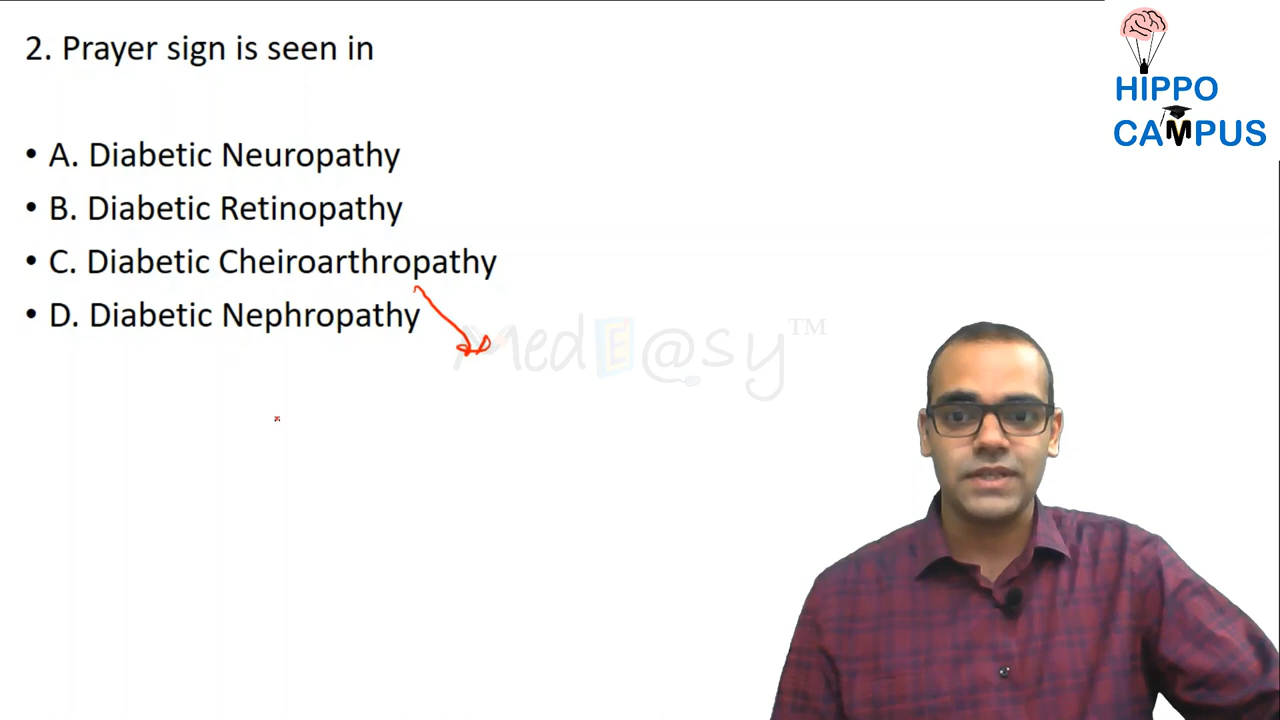 2. Prayer sign is seen in
• A. Diabetic Neuropathy
• B. Diabetic Retinopathy
• C. Diabetic Cheiroarthropathy
• D. Diabetic Nephropathy
HIPPO
CAMPUS
MedE@sy™